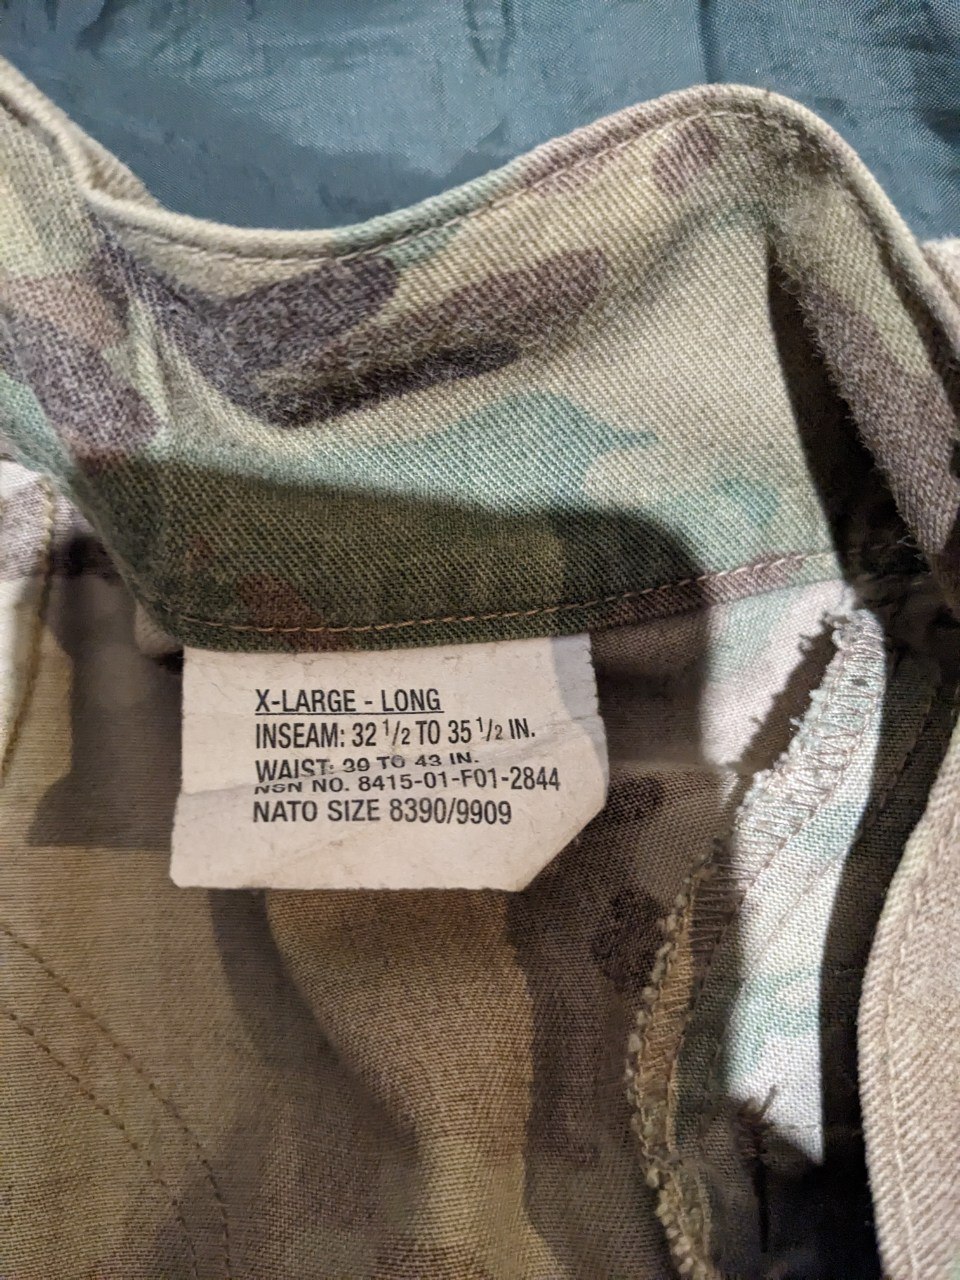 X-LARGE - LONG
INSEAM: 32 1/2 TO 35 1/2 IN.
WAIST: 39 TO 43 IN.
NSN NO. 8415-01-F01-2844
NATO SIZE 8390/9909